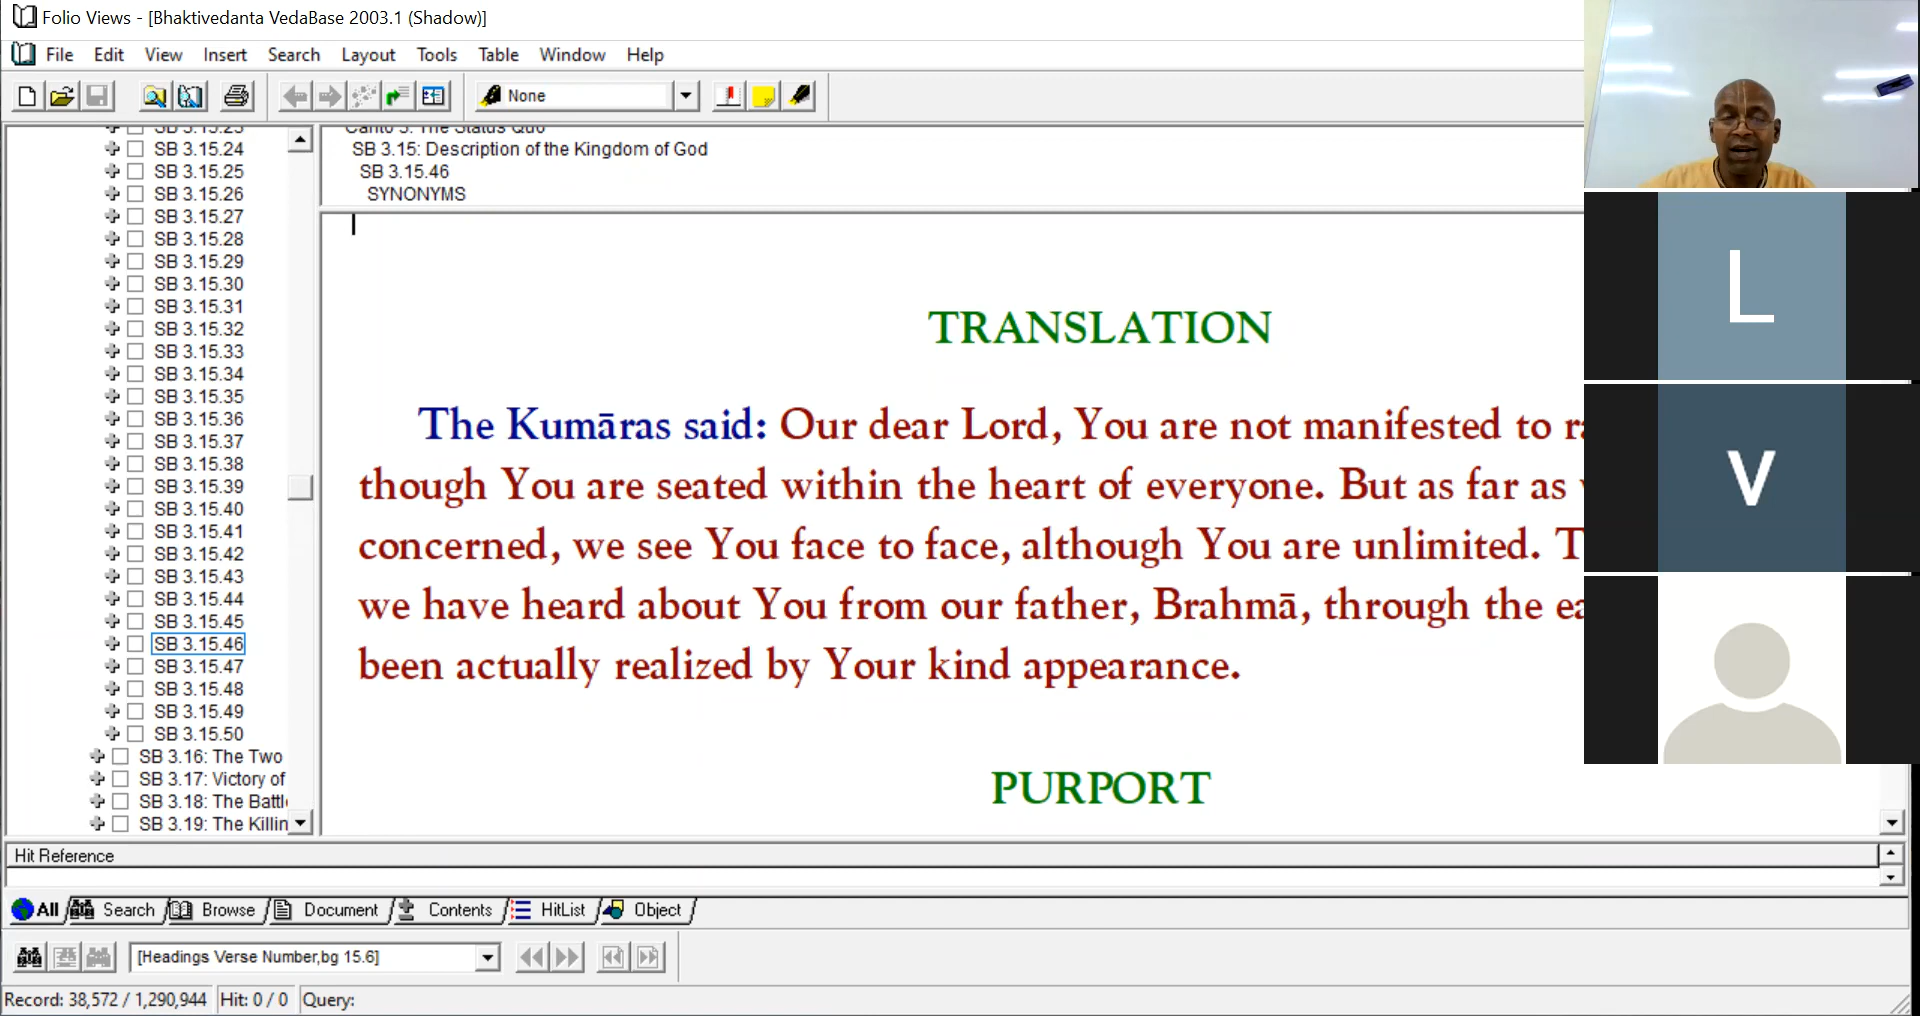 Folio Views - [Bhaktivedanta VedaBase 2003.1 (Shadow)]
File Edit View Insert Search Layout Tools Table Window Help
None
SB 3.15.24
SB 3.15.25
SB 3.15.26
SB 3.15.27
SB 3.15.28
SB 3.15.29
SB 3.15.30
SB 3.15.31
SB 3.15.32
SB 3.15.33
SB 3.15.34
SB 3.15.35
SB 3.15.36
SB 3.15.37
SB 3.15.38
SB 3.15.39
SB 3.15.40
SB 3.15.41
SB 3.15.42
SB 3.15.43
SB 3.15.44
SB 3.15.45
SB 3.15.46
SB 3.15.47
SB 3.15.48
SB 3.15.49
SB 3.15.50
SB 3.16: The Two
SB 3.17: Victory of
SB 3.18: The
SB 3.19: The
The Status Quo
SB 3.15: Description of the Kingdom of God
SB 3.15.46
SYNONYMS
TRANSLATION
The Kumāras said: Our dear Lord, You are not manifested to
though You are seated within the heart of everyone. But as far as
concerned, we see You face to face, although You are unlimited.
we have heard about You from our father, Brahmā, through the
been actually realized by Your kind appearance.
PURPORT
L
V
Hit Reference
All Search Browse Document Contents HitList Object
[Headings Verse Number,bg 15.6]
Record: 38,572 / 1,290,944 Hit: 0 / 0 Query: